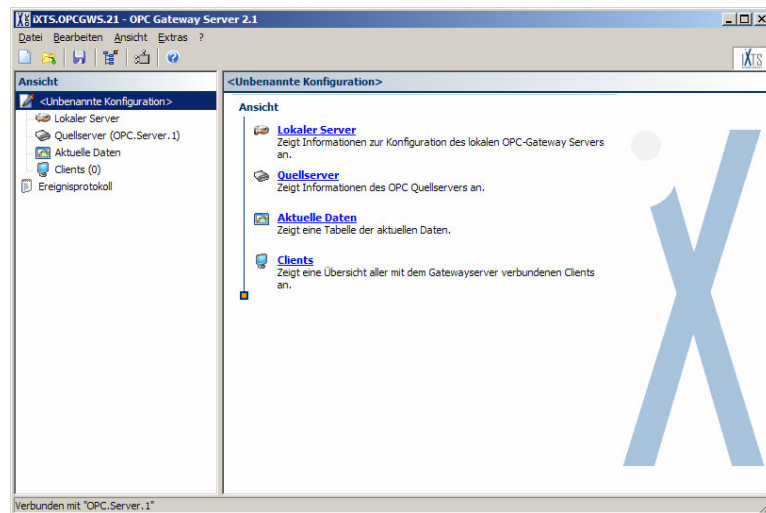 iXTS.OPCGWS.21 - OPC Gateway Server 2.1
Datei Bearbeiten Ansicht Extras ?
iXTS
Ansicht
<Unbenannte Konfiguration>
Lokaler Server
Quellserver (OPC.Server.1)
Aktuelle Daten
Clients (0)
Ereignisprotokoll
<Unbenannte Konfiguration>
Ansicht
Lokaler Server
Zeigt Informationen zur Konfiguration des lokalen OPC-Gateway Servers
an.
Quellserver
Zeigt Informationen des OPC Quellservers an.
Aktuelle Daten
Zeigt eine Tabelle der aktuellen Daten.
Clients
Zeigt eine Übersicht aller mit dem Gatewayserver verbundenen Clients
an.
Verbunden mit "OPC.Server.1"